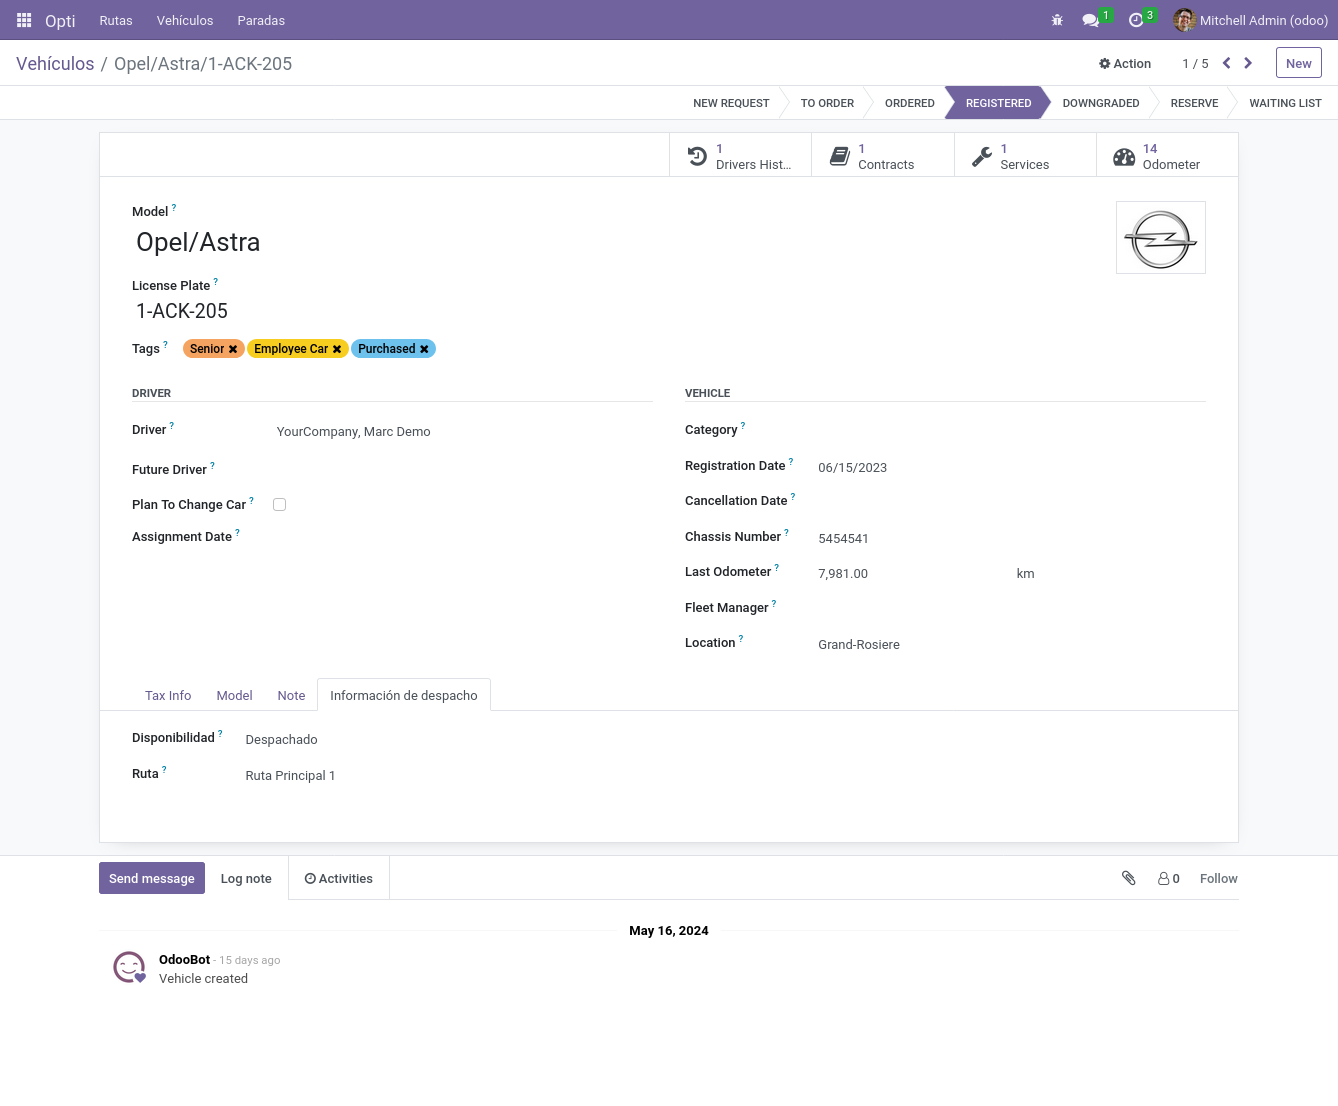 Opti Rutas Vehículos Paradas 1 3 Mitchell Admin (odoo)
Vehículos / Opel/Astra/1-ACK-205 Action 1 / 5 New
NEW REQUEST TO ORDER ORDERED REGISTERED DOWNGRADED RESERVE WAITING LIST
1 Drivers Hist...
1 Contracts
1 Services
14 Odometer
Model ?
Opel/Astra
License Plate ?
1-ACK-205
Tags ? Senior ✖ Employee Car ✖ Purchased ✖
DRIVER
Driver ? YourCompany, Marc Demo
Future Driver ?
Plan To Change Car ?
Assignment Date ?
VEHICLE
Category ?
Registration Date ? 06/15/2023
Cancellation Date ?
Chassis Number ? 5454541
Last Odometer ? 7,981.00 km
Fleet Manager ?
Location ? Grand-Rosiere
Tax Info Model Note Información de despacho
Disponibilidad ? Despachado
Ruta ? Ruta Principal 1
Send message Log note Activities 0 Follow
May 16, 2024
OdooBot - 15 days ago
Vehicle created